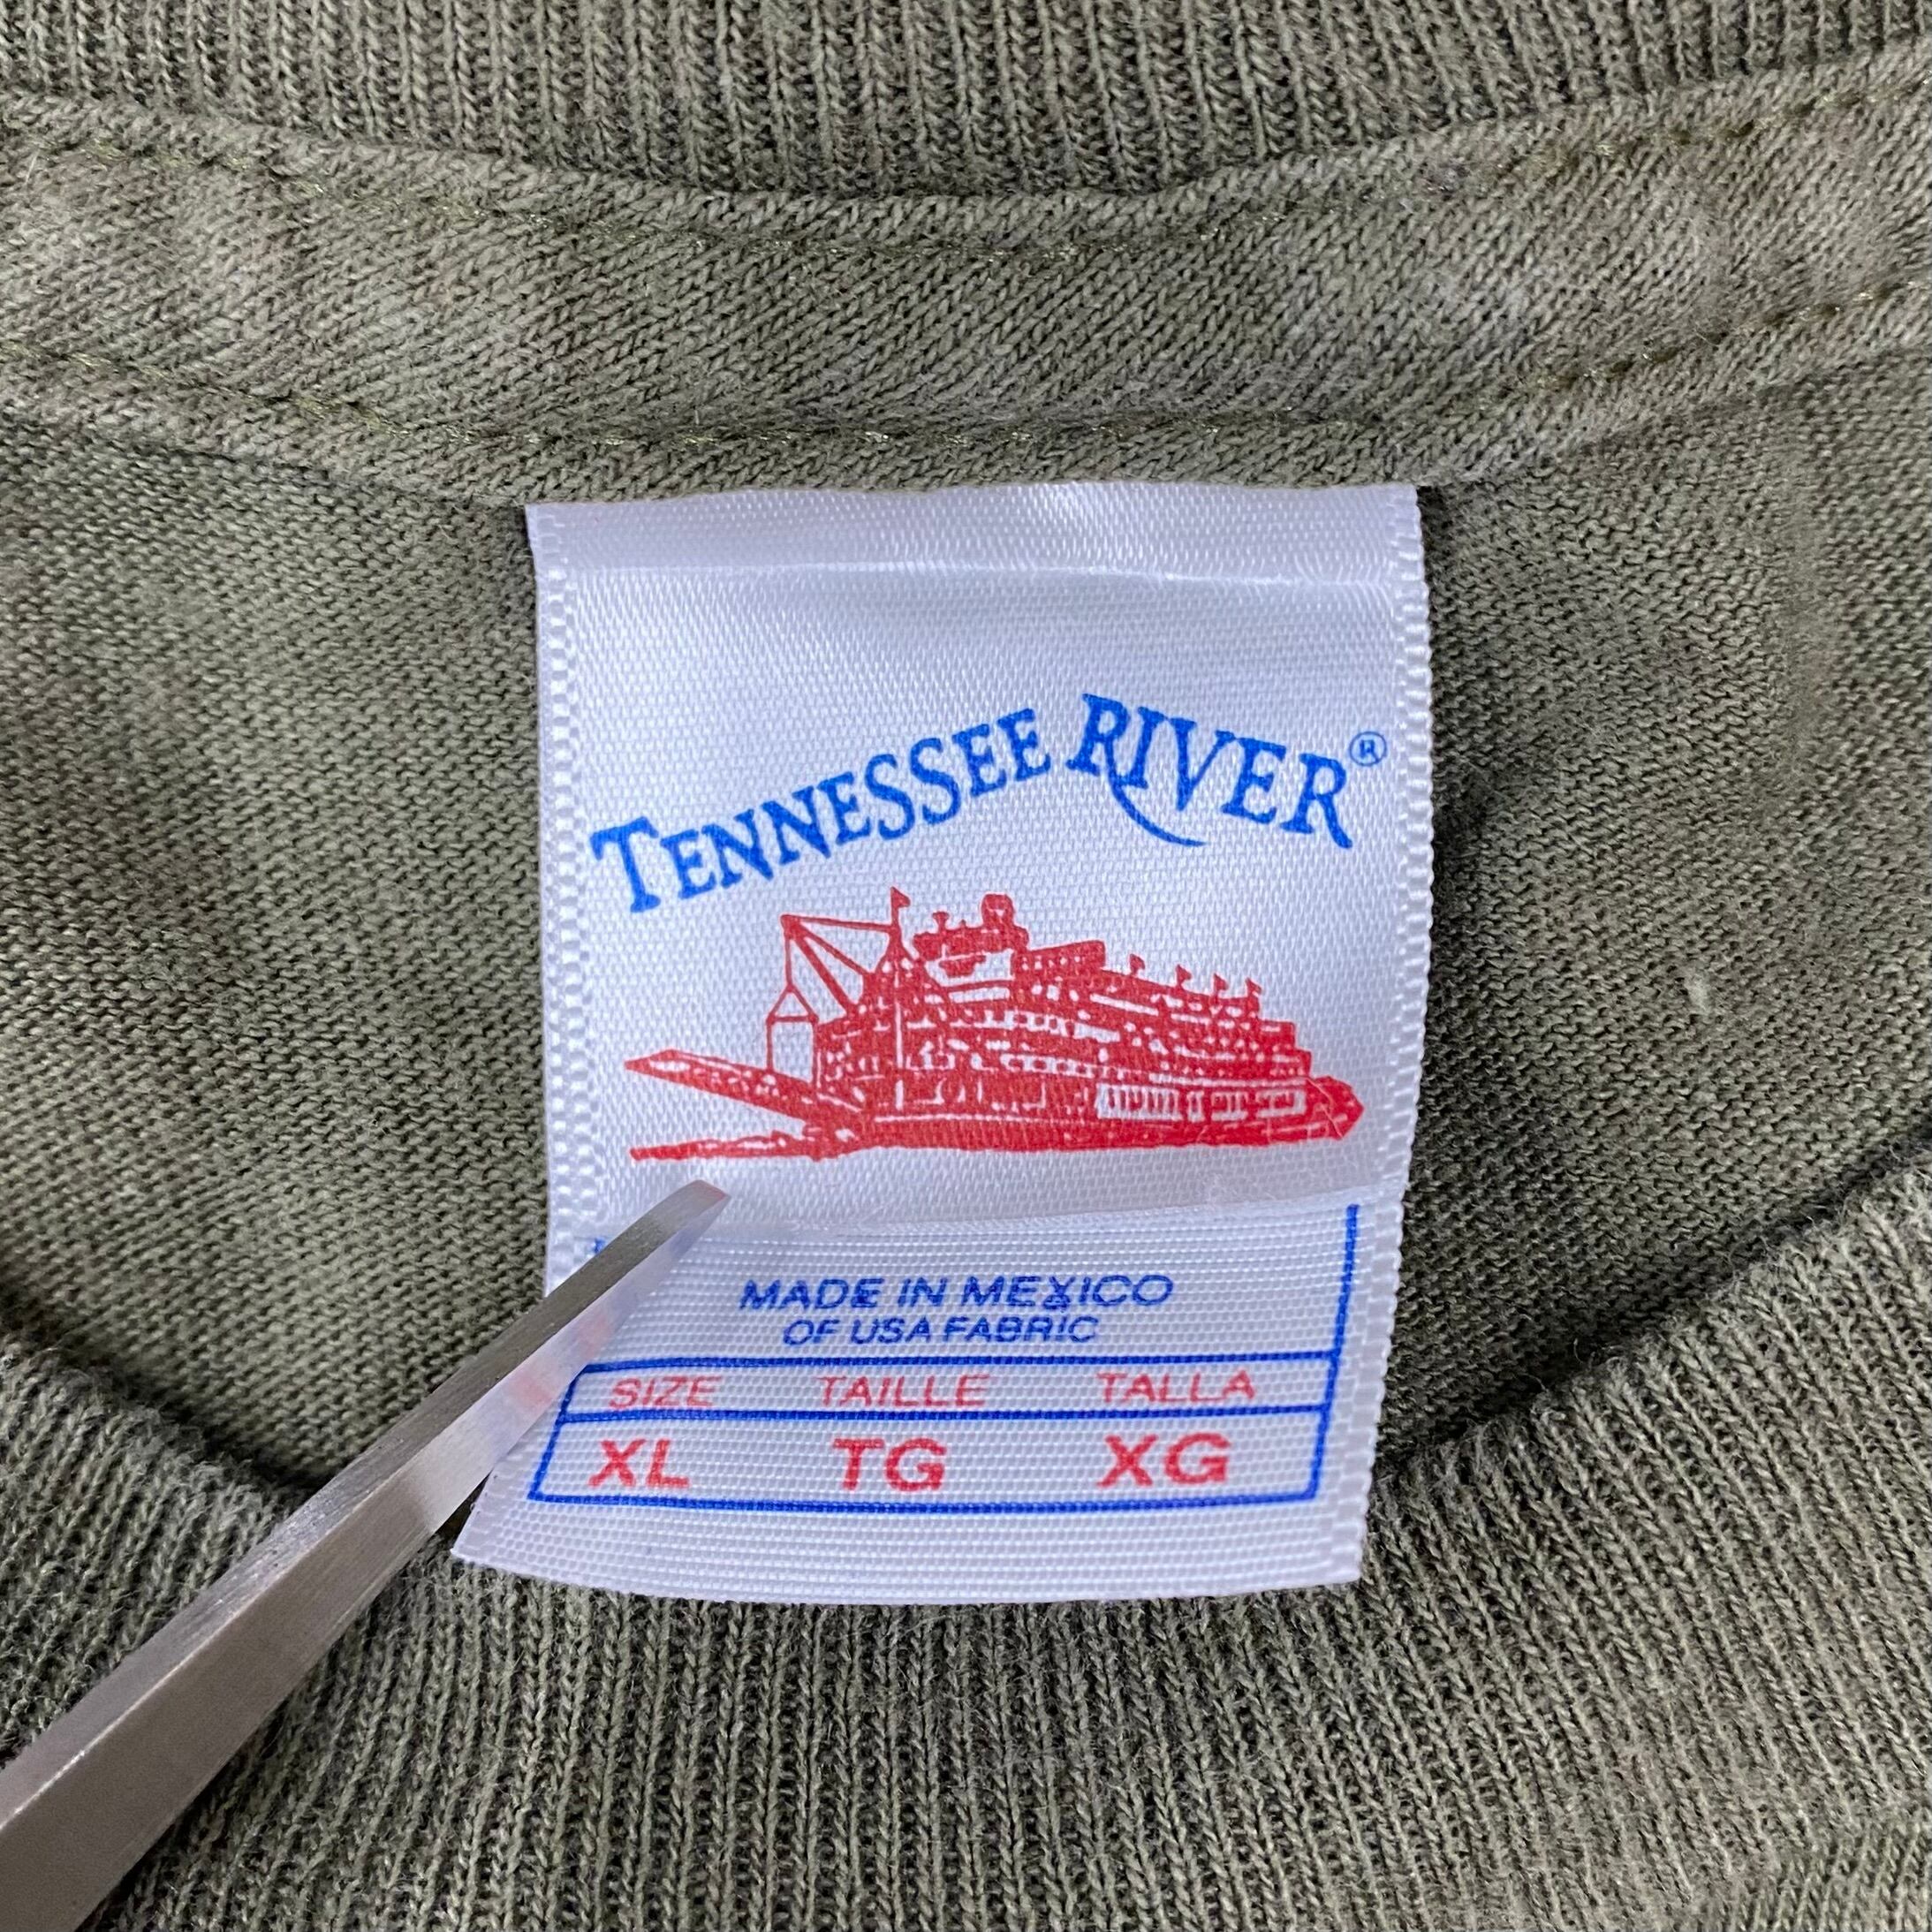 TENNESSEE RIVER®
MADE IN MEXICO
OF USA FABRIC
SIZE TAILLE TALLA
XL TG XG